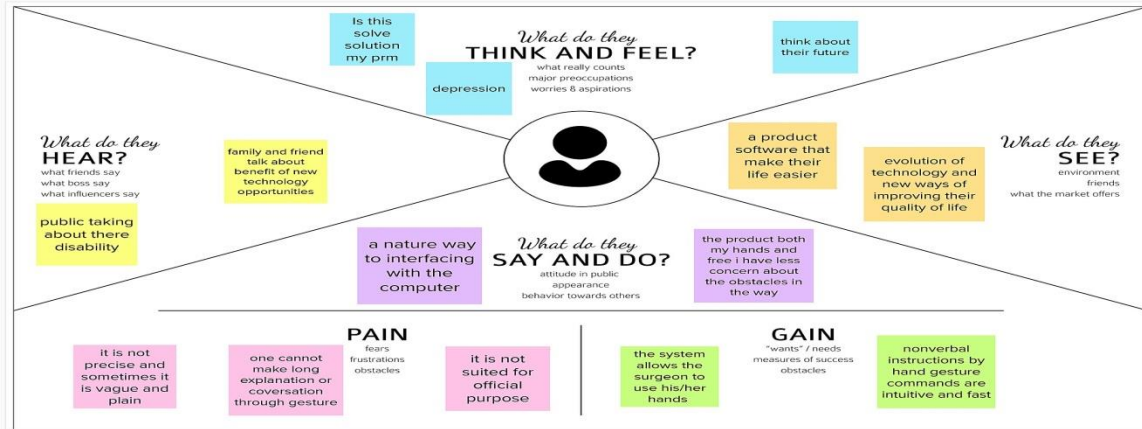 Is this
solve
solution
my prm
depression
What do they
THINK AND FEEL?
what really counts
major preoccupations
worries & aspirations
think about
their future
What do they
HEAR?
what friends say
what boss say
what influencers say
family and friend
talk about
benefit of new
technology
opportunities
public taking
about there
disability
a product
software that
make their
life easier
evolution of
technology and
new ways of
improving their
quality of life
What do they
SEE?
environment
friends
what the market offers
a nature way
to interfacing
with the
computer
What do they
SAY AND DO?
attitude in public
appearance
behavior towards others
the product both
my hands and
free i have less
concern about
the obstacles in
the way
PAIN
fears
frustrations
obstacles
it is not
precise and
sometimes it
is vague and
plain
one cannot
make long
explanation or
coversation
through gesture
it is not
suited for
official
purpose
GAIN
"wants" / needs
measures of success
obstacles
the system
allows the
surgeon to
use his/her
hands
nonverbal
instructions by
hand gesture
commands are
intuitive and fast